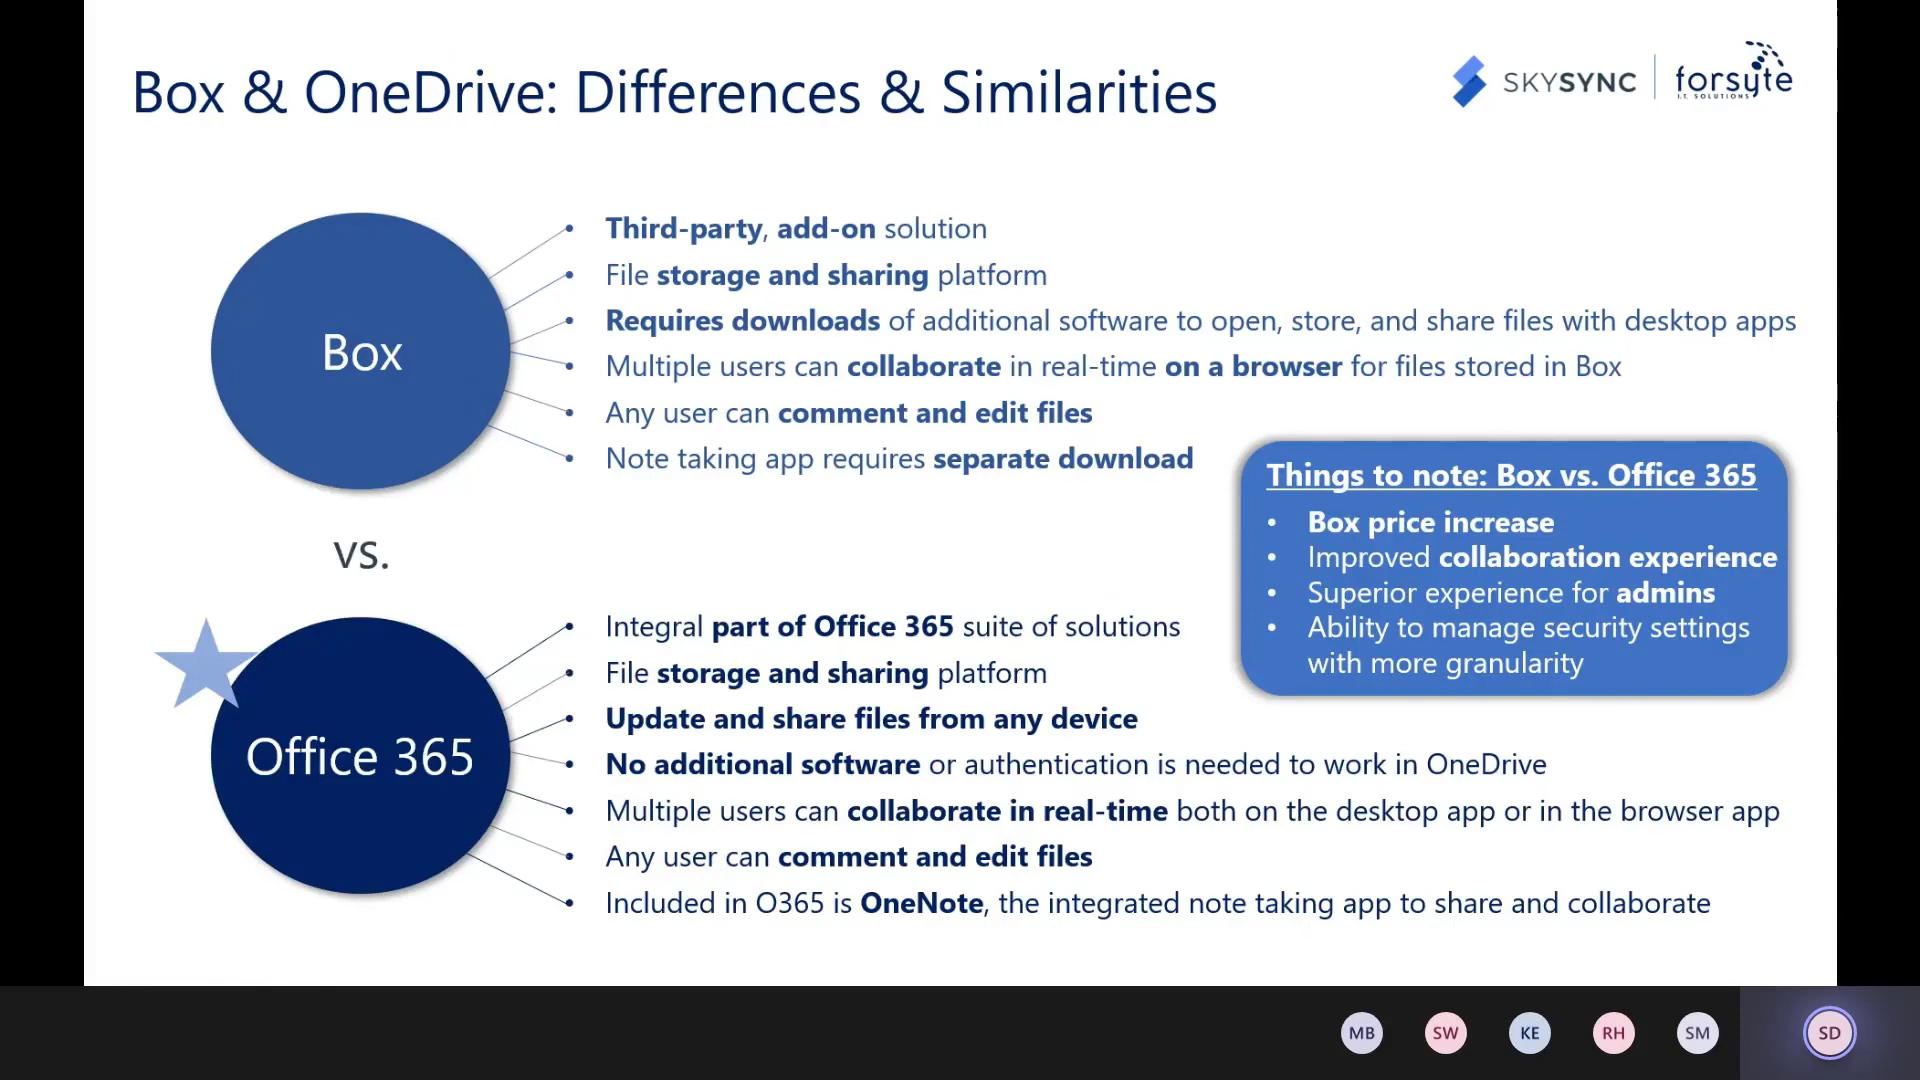 Box & OneDrive: Differences & Similarities
SKYSYNC
forsyte
I.T. SOLUTIONS
Box
• Third-party, add-on solution
• File storage and sharing platform
• Requires downloads of additional software to open, store, and share files with desktop apps
• Multiple users can collaborate in real-time on a browser for files stored in Box
• Any user can comment and edit files
• Note taking app requires separate download
Things to note: Box vs. Office 365
• Box price increase
• Improved collaboration experience
• Superior experience for admins
• Ability to manage security settings
with more granularity
vs.
Office 365
• Integral part of Office 365 suite of solutions
• File storage and sharing platform
• Update and share files from any device
• No additional software or authentication is needed to work in OneDrive
• Multiple users can collaborate in real-time both on the desktop app or in the browser app
• Any user can comment and edit files
• Included in O365 is OneNote, the integrated note taking app to share and collaborate
MB
SW
KE
RH
SM
SD